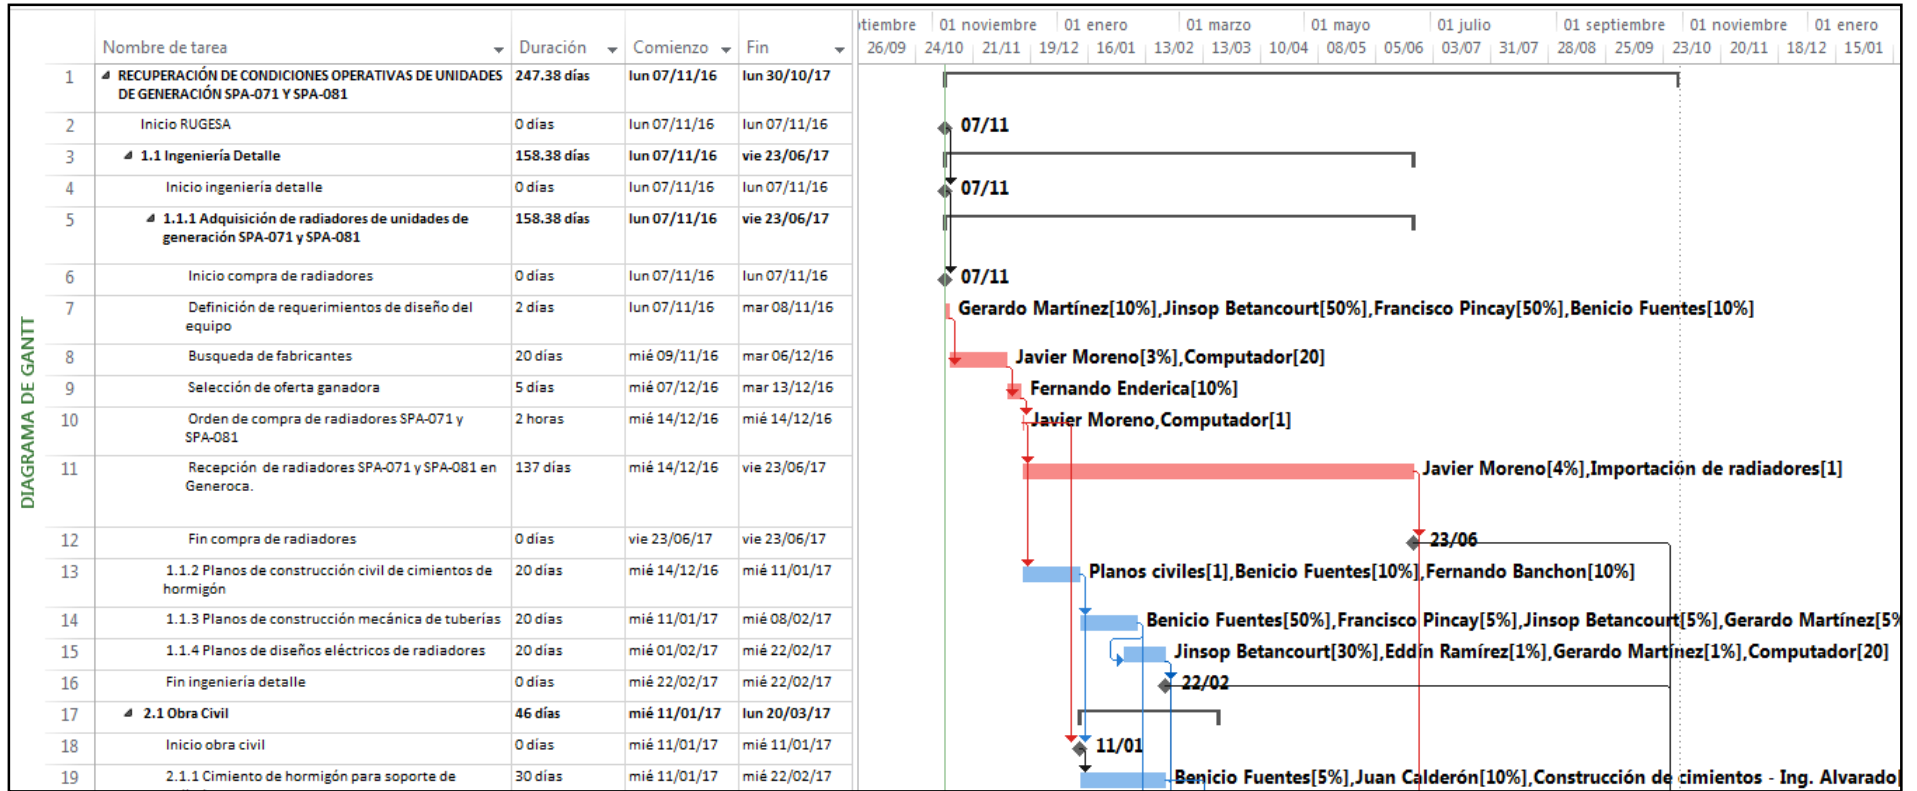 DIAGRAMA DE GANTT
Nombre de tarea Duración Comienzo Fin
tiembre 01 noviembre 01 enero 01 marzo 01 mayo 01 julio 01 septiembre 01 noviembre 01 enero
26/09 24/10 21/11 19/12 16/01 13/02 13/03 10/04 08/05 05/06 03/07 31/07 28/08 25/09 23/10 20/11 18/12 15/01
1 RECUPERACIÓN DE CONDICIONES OPERATIVAS DE UNIDADES 247.38 días lun 07/11/16 lun 30/10/17
DE GENERACIÓN SPA-071 Y SPA-081
2 Inicio RUGESA 0 días lun 07/11/16 lun 07/11/16 07/11
3 1.1 Ingeniería Detalle 158.38 días lun 07/11/16 vie 23/06/17
4 Inicio ingeniería detalle 0 días lun 07/11/16 lun 07/11/16 07/11
5 1.1.1 Adquisición de radiadores de unidades de 158.38 días lun 07/11/16 vie 23/06/17
generación SPA-071 y SPA-081
6 Inicio compra de radiadores 0 días lun 07/11/16 lun 07/11/16 07/11
7 Definición de requerimientos de diseño del 2 días lun 07/11/16 mar 08/11/16 Gerardo Martínez[10%],Jinsop Betancourt[50%],Francisco Pincay[50%],Benicio Fuentes[10%]
equipo
8 Busqueda de fabricantes 20 días mié 09/11/16 mar 06/12/16 Javier Moreno[3%],Computador[20]
9 Selección de oferta ganadora 5 días mié 07/12/16 mar 13/12/16 Fernando Enderica[10%]
10 Orden de compra de radiadores SPA-071 y 2 horas mié 14/12/16 mié 14/12/16 Javier Moreno,Computador[1]
SPA-081
11 Recepción de radiadores SPA-071 y SPA-081 en 137 días mié 14/12/16 vie 23/06/17 Javier Moreno[4%],Importación de radiadores[1]
Generoca.
12 Fin compra de radiadores 0 días vie 23/06/17 vie 23/06/17 23/06
13 1.1.2 Planos de construcción civil de cimientos de 20 días mié 14/12/16 mié 11/01/17 Planos civiles[1],Benicio Fuentes[10%],Fernando Banchon[10%]
hormigón
14 1.1.3 Planos de construcción mecánica de tuberías 20 días mié 11/01/17 mié 08/02/17 Benicio Fuentes[50%],Francisco Pincay[5%],Jinsop Betancourt[5%],Gerardo Martínez[5%
15 1.1.4 Planos de diseños eléctricos de radiadores 20 días mié 01/02/17 mié 22/02/17 Jinsop Betancourt[30%],Eddín Ramírez[1%],Gerardo Martínez[1%],Computador[20]
16 Fin ingeniería detalle 0 días mié 22/02/17 mié 22/02/17 22/02
17 2.1 Obra Civil 46 días mié 11/01/17 lun 20/03/17
18 Inicio obra civil 0 días mié 11/01/17 mié 11/01/17 11/01
19 2.1.1 Cimiento de hormigón para soporte de 30 días mié 11/01/17 mié 22/02/17 Benicio Fuentes[5%],Juan Calderón[10%],Construcción de cimientos - Ing. Alvarado[